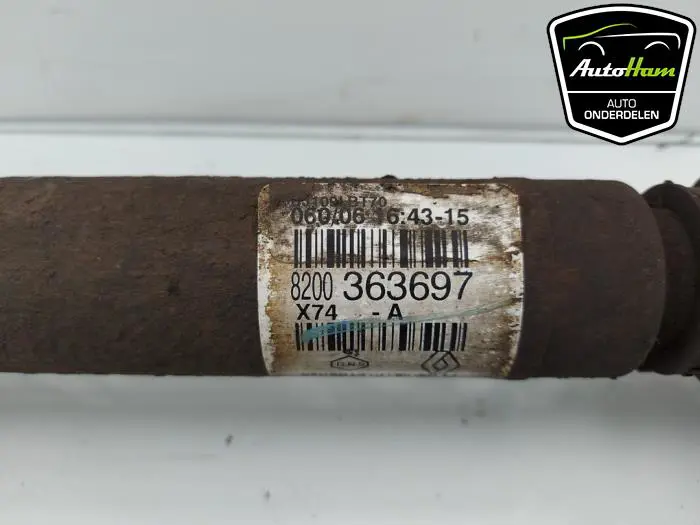 AutoHam
AUTO
ONDERDELEN
060/06 16:43-15
8200 363697
X74 - A